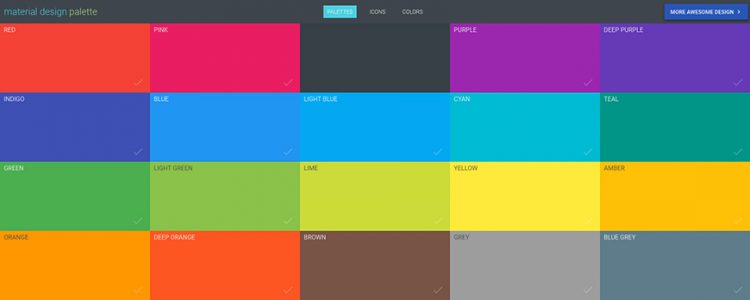 material design palette
PALETTES
ICONS
COLORS
MORE AWESOME DESIGN
RED
PINK
PURPLE
DEEP PURPLE
INDIGO
BLUE
LIGHT BLUE
CYAN
TEAL
GREEN
LIGHT GREEN
LIME
YELLOW
AMBER
ORANGE
DEEP ORANGE
BROWN
GREY
BLUE GREY